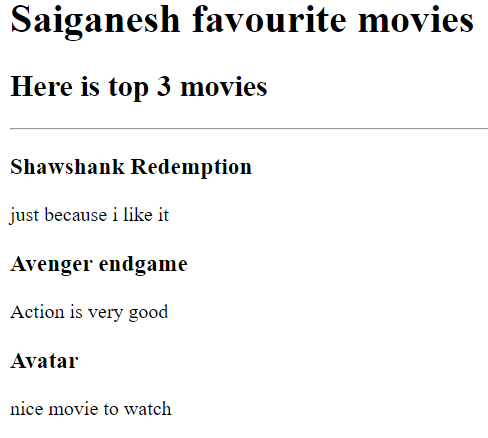 Saiganesh favourite movies
Here is top 3 movies
Shawshank Redemption
just because i like it
Avenger endgame
Action is very good
Avatar
nice movie to watch